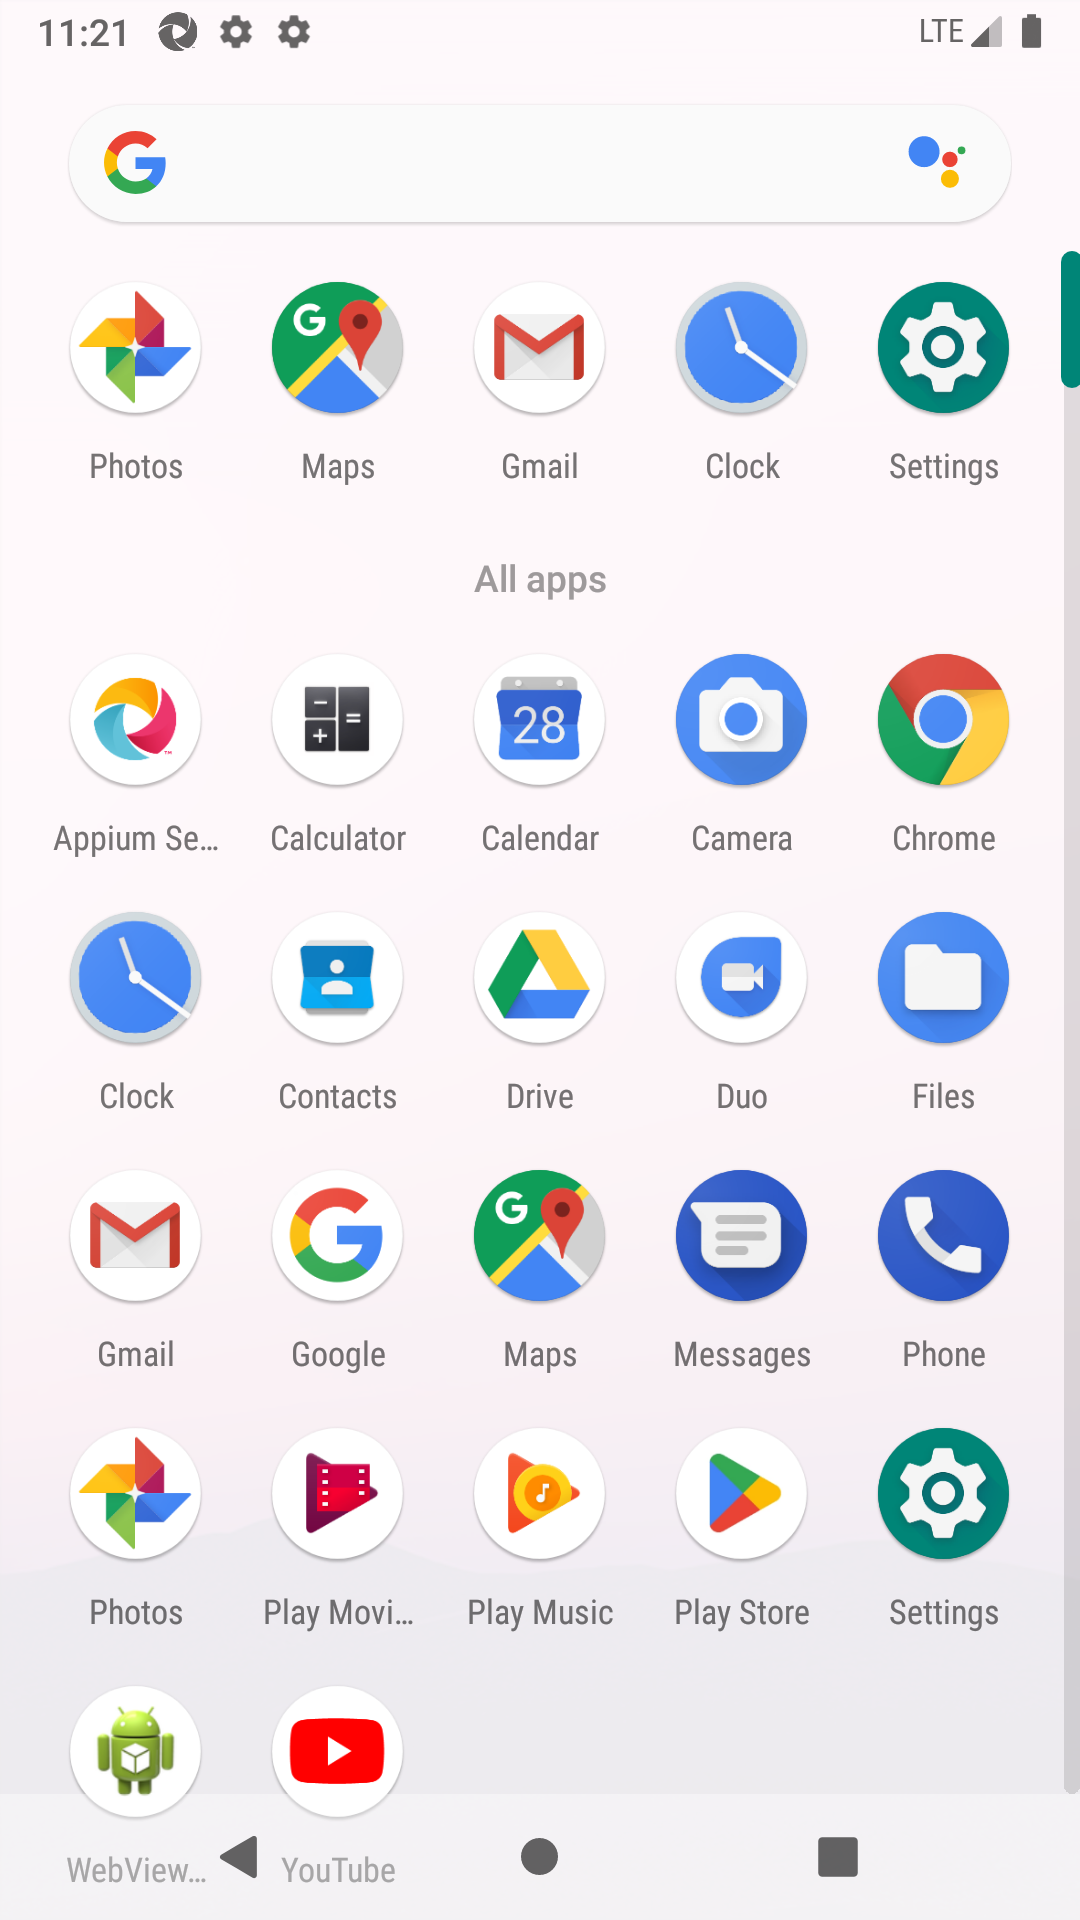 11:21 LTE
Photos Maps Gmail Clock Settings
All apps
28
Appium Se… Calculator Calendar Camera Chrome
Clock Contacts Drive Duo Files
Gmail Google Maps Messages Phone
Photos Play Movi… Play Music Play Store Settings
WebView… YouTube